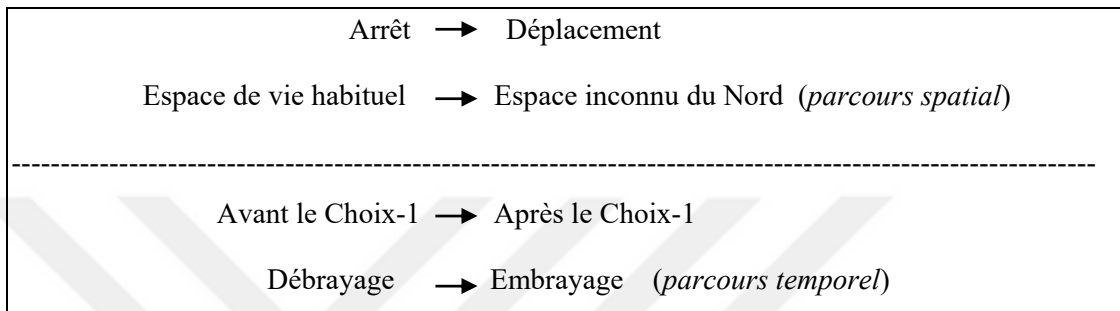 Arrêt → Déplacement
Espace de vie habituel → Espace inconnu du Nord (parcours spatial)
Avant le Choix-1 → Après le Choix-1
Débrayage → Embrayage (parcours temporel)